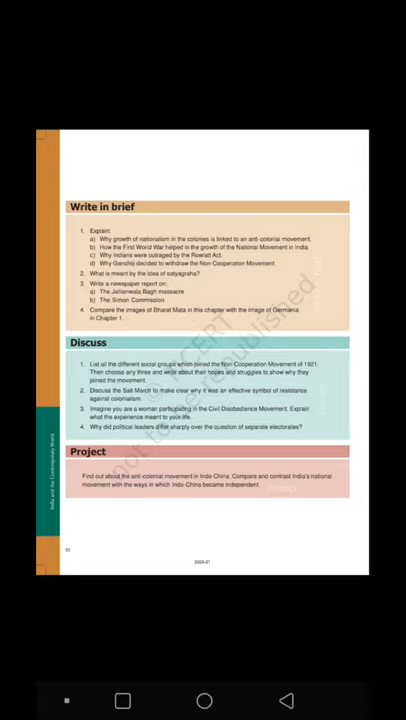 Write in brief
1. Explain:
a) Why growth of nationalism in the colonies is linked to an anti-colonial movement.
b) How the First World War helped in the growth of the National Movement in India.
c) Why Indians were outraged by the Rowlatt Act.
d) Why Gandhiji decided to withdraw the Non-Cooperation Movement.
2. What is meant by the idea of satyagraha?
3. Write a newspaper report on:
a) The Jallianwala Bagh massacre
b) The Simon Commission
4. Compare the images of Bharat Mata in this chapter with the image of Germania
in Chapter 1.
Discuss
1. List all the different social groups which joined the Non-Cooperation Movement of 1921.
Then choose any three and write about their hopes and struggles to show why they
joined the movement.
2. Discuss the Salt March to make clear why it was an effective symbol of resistance
against colonialism.
3. Imagine you are a woman participating in the Civil Disobedience Movement. Explain
what the experience meant to your life.
4. Why did political leaders differ sharply over the question of separate electorates?
Project
Find out about the anti-colonial movement in Indo-China. Compare and contrast India's national
movement with the ways in which Indo-China became independent.
Project
India and the Contemporary World
2020-21
not to be republished